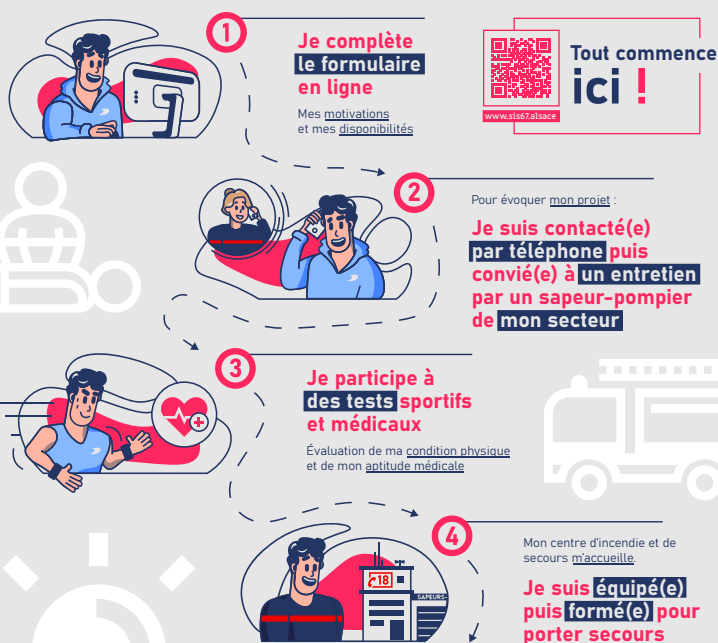 1
Je complète
le formulaire
en ligne
Mes motivations
et mes disponibilités
Tout commence
ici !
www.sis67.alsace
2
Pour évoquer mon projet :
Je suis contacté(e)
par téléphone puis
convié(e) à un entretien
par un sapeur-pompier
de mon secteur
3
Je participe à
des tests sportifs
et médicaux
Évaluation de ma condition physique
et de mon aptitude médicale
4
Mon centre d'incendie et de
secours m'accueille.
Je suis équipé(e)
puis formé(e) pour
porter secours
18
SAPEURS-